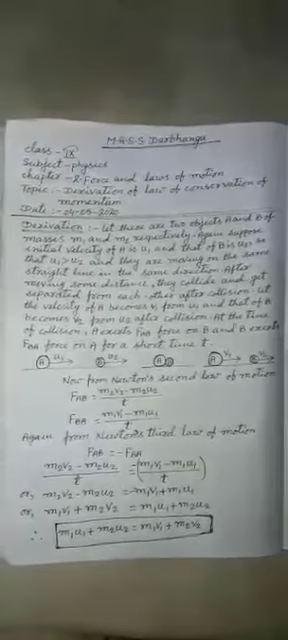 M.G.S.S Darbhanga
Class - IX
Subject - physics
chapter - 2. Force and laws of motion
Topic :- Derivation of law of conservation of
momentum
Date :- 04-05-2020
Derivation :- Let there are two objects A and B of
masses m₁ and m₂ respectively. Again suppose
initial velocity of A is u₁ and that of B is u₂, so
that u₁ > u₂ and they are moving on the same
straight line in the same direction. After
moving some distance, they collide and get
separated from each other after collision. Let
the velocity of A becomes V₁ from u₁ and that of B
becomes V₂ from u₂ after collision. At the time
of collision, A exerts FAB force on B and B exerts
FBA force on A for a short time t.
A u₁ B u₂ A B A V₁ B V₂
Now from Newton's second law of motion
FAB = m₂v₂ - m₂u₂ / t
FBA = m₁v₁ - m₁u₁ / t
Again from Newton's third law of motion
FAB = - FBA
m₂v₂ - m₂u₂ / t = - (m₁v₁ - m₁u₁ / t)
or, m₂v₂ - m₂u₂ = - m₁v₁ + m₁u₁
or, m₁v₁ + m₂v₂ = m₁u₁ + m₂u₂
∴ m₁u₁ + m₂u₂ = m₁v₁ + m₂v₂